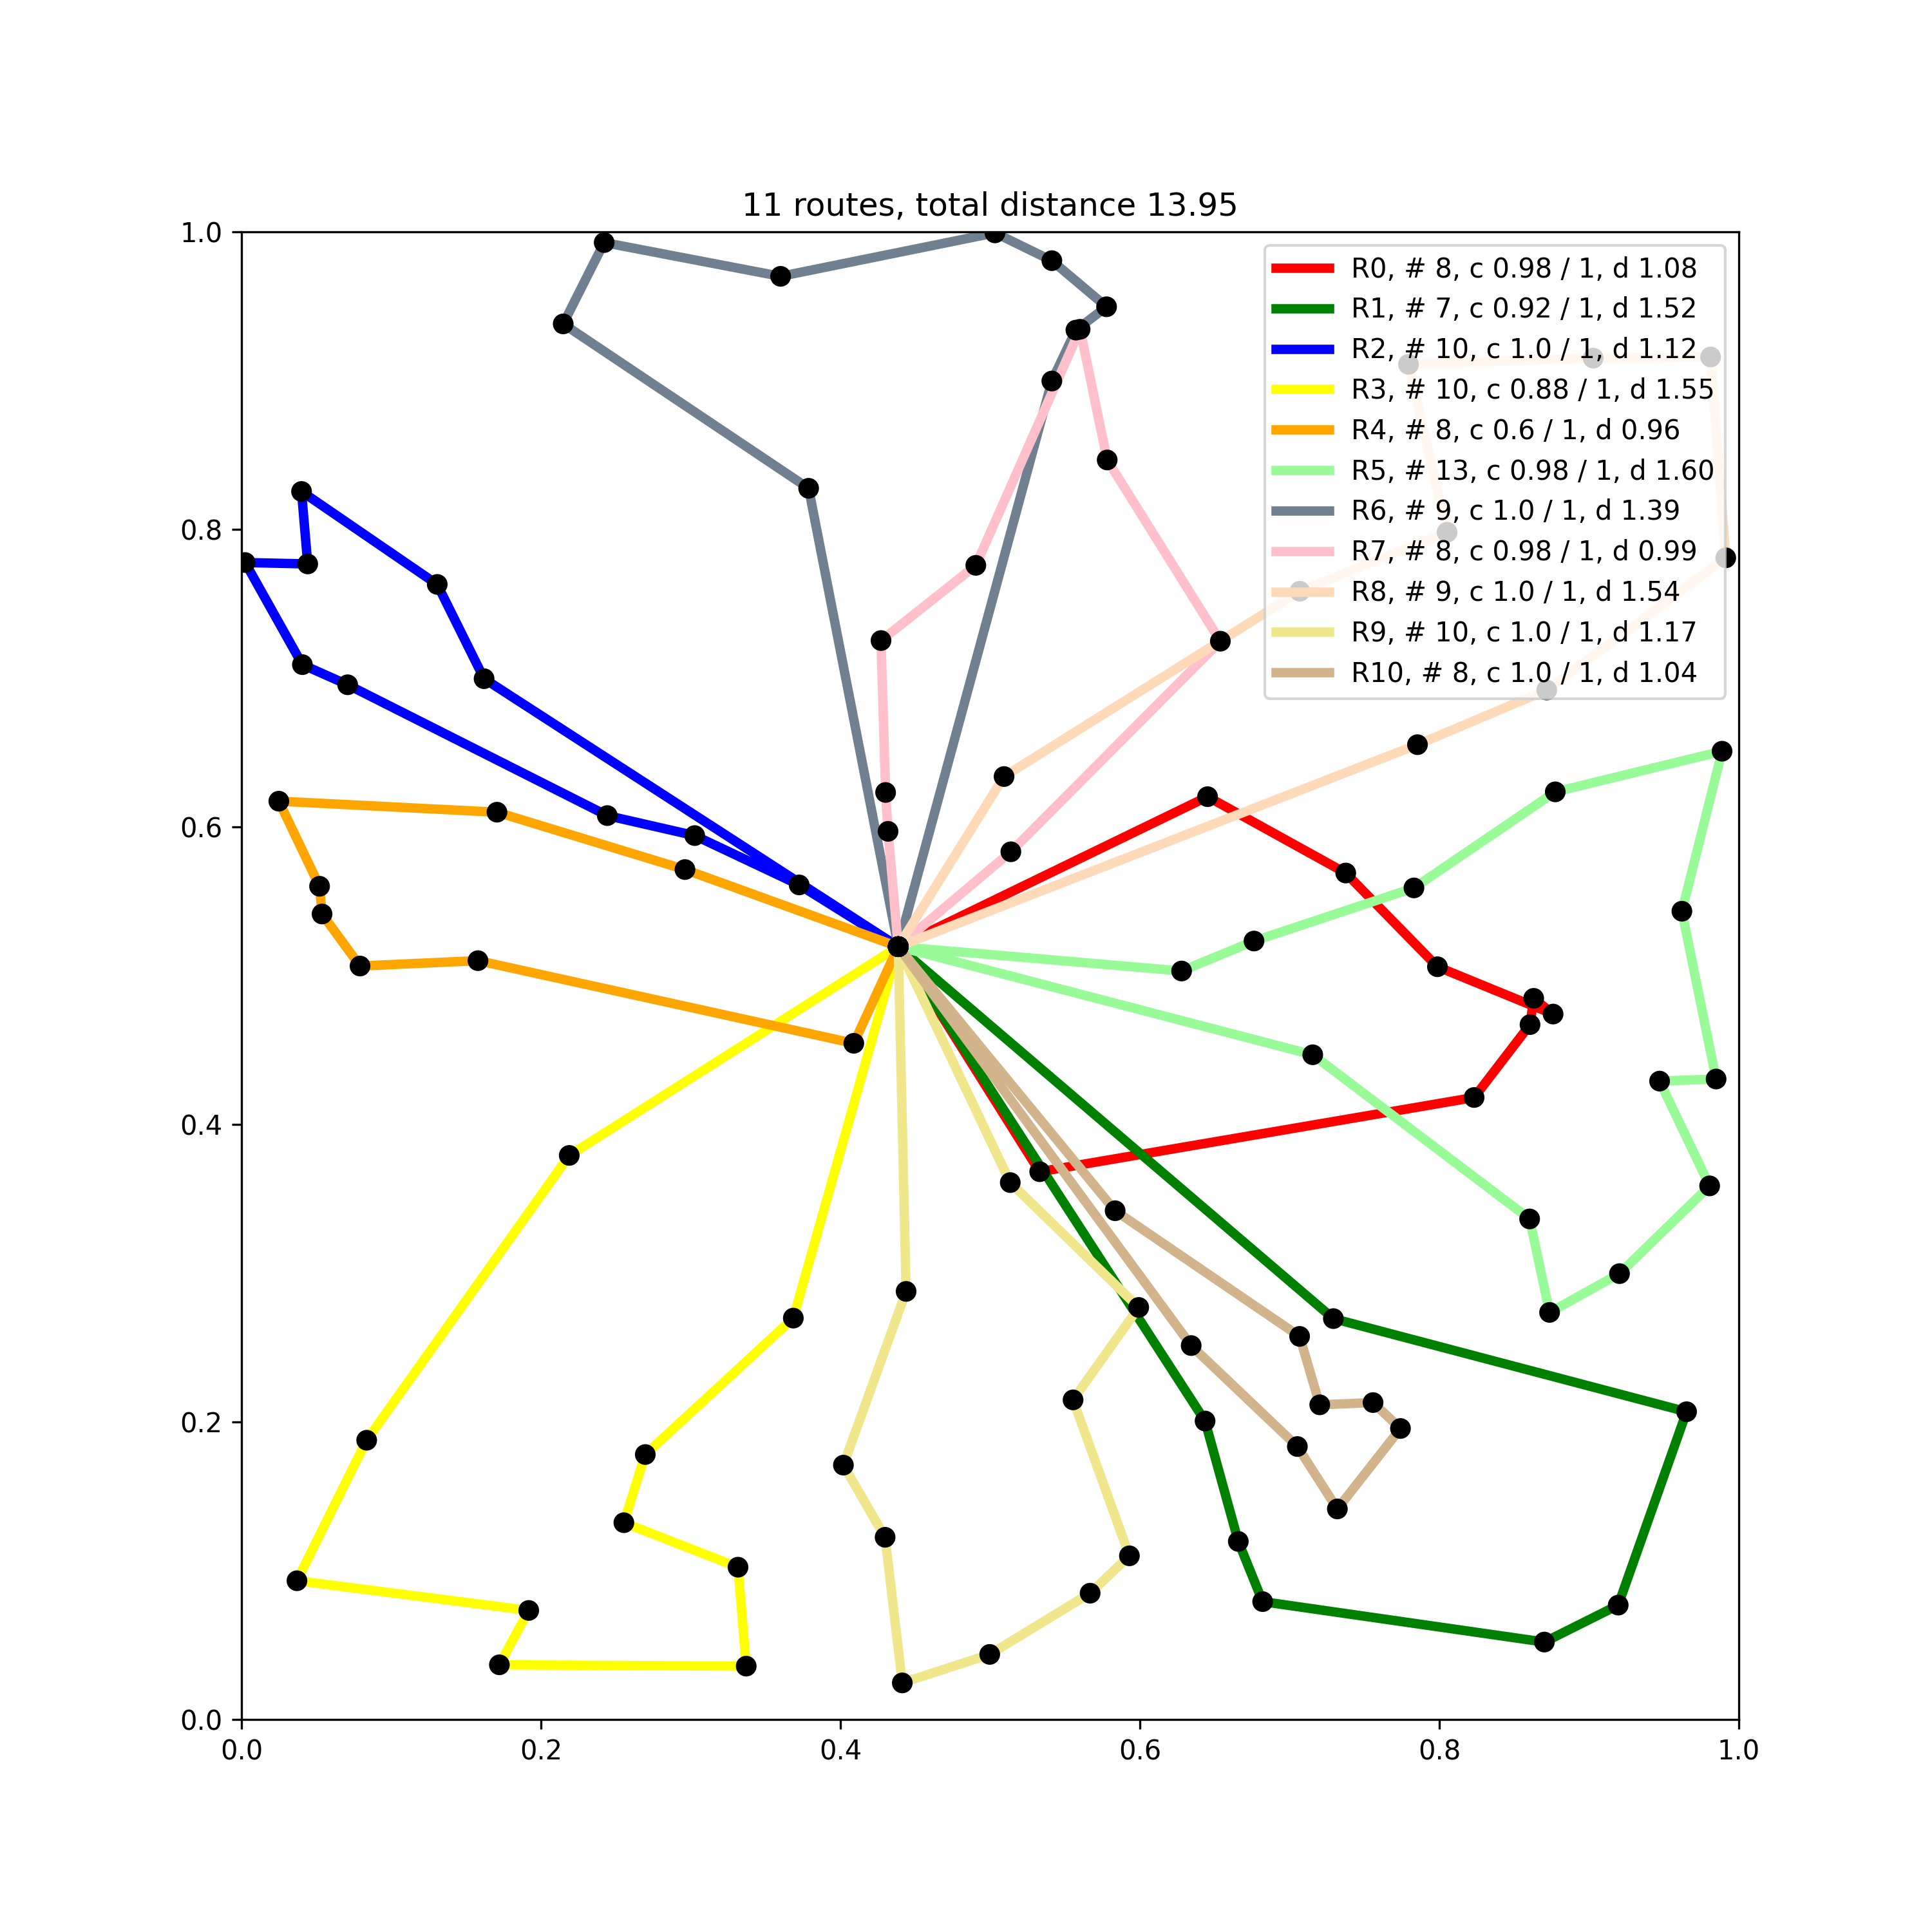 11 routes, total distance 13.95
1.0
0.8
0.6
0.4
0.2
0.0
R0, # 8, c 0.98 / 1, d 1.08
R1, # 7, c 0.92 / 1, d 1.52
R2, # 10, c 1.0 / 1, d 1.12
R3, # 10, c 0.88 / 1, d 1.55
R4, # 8, c 0.6 / 1, d 0.96
R5, # 13, c 0.98 / 1, d 1.60
R6, # 9, c 1.0 / 1, d 1.39
R7, # 8, c 0.98 / 1, d 0.99
R8, # 9, c 1.0 / 1, d 1.54
R9, # 10, c 1.0 / 1, d 1.17
R10, # 8, c 1.0 / 1, d 1.04
0.0 0.2 0.4 0.6 0.8 1.0